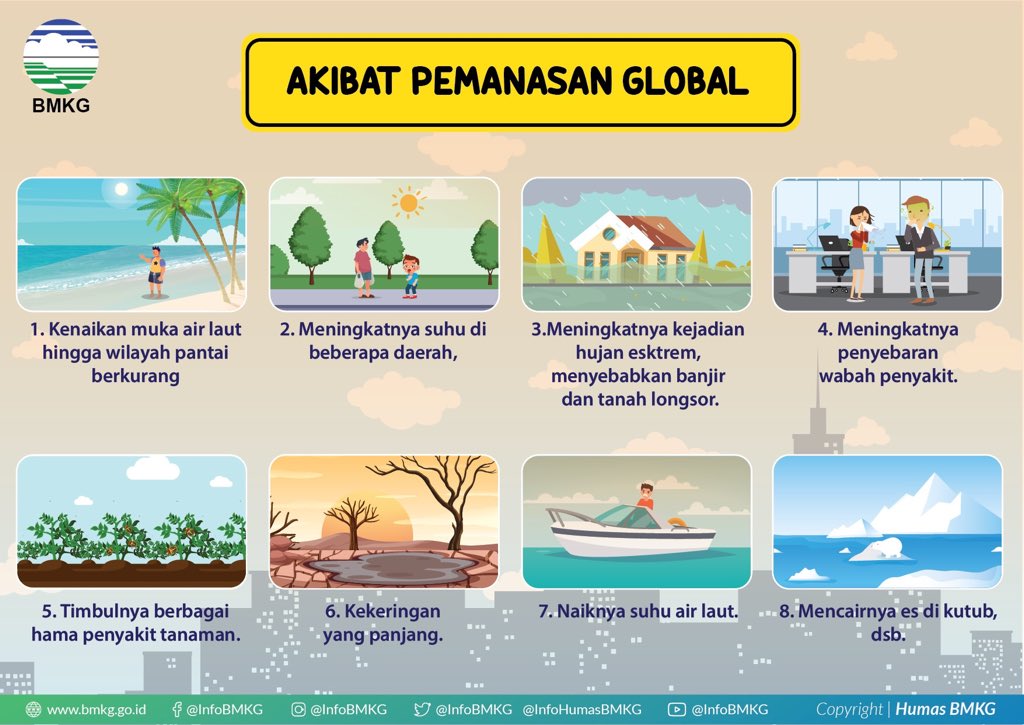 BMKG
AKIBAT PEMANASAN GLOBAL
1. Kenaikan muka air laut
hingga wilayah pantai
berkurang
2. Meningkatnya suhu di
beberapa daerah,
3.Meningkatnya kejadian
hujan esktrem,
menyebabkan banjir
dan tanah longsor.
4. Meningkatnya
penyebaran
wabah penyakit.
5. Timbulnya berbagai
hama penyakit tanaman.
6. Kekeringan
yang panjang.
7. Naiknya suhu air laut.
8. Mencairnya es di kutub,
dsb.
www.bmkg.go.id @InfoBMKG @InfoBMKG @InfoBMKG @InfoHumasBMKG @InfoBMKG Copyright | Humas BMKG